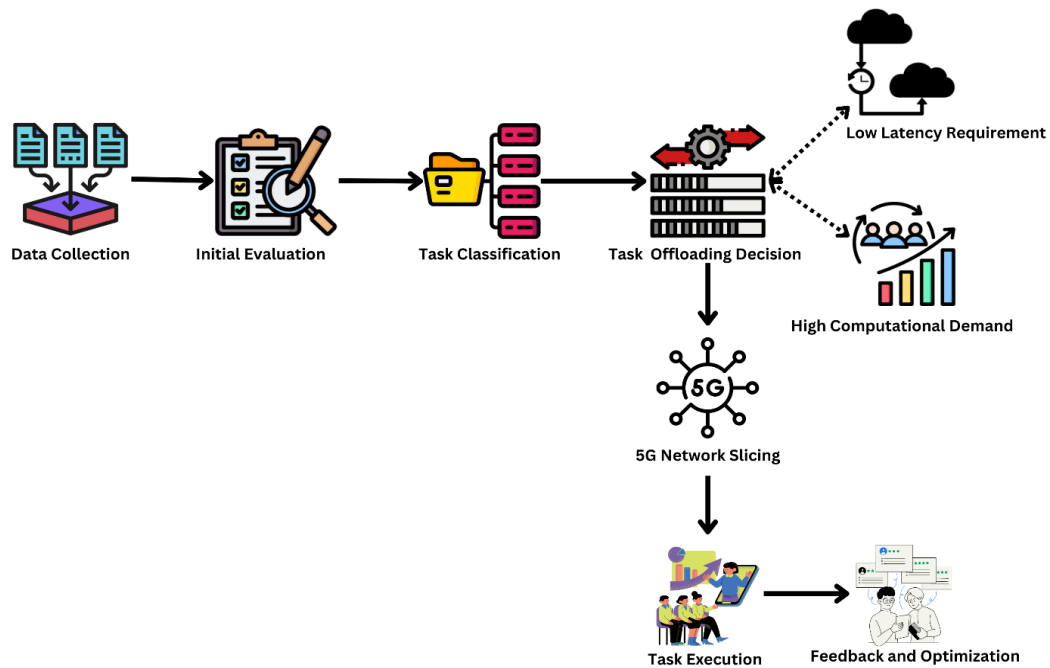 Low Latency Requirement
Data Collection
Initial Evaluation
Task Classification
Task Offloading Decision
High Computational Demand
5G
5G Network Slicing
Task Execution
Feedback and Optimization